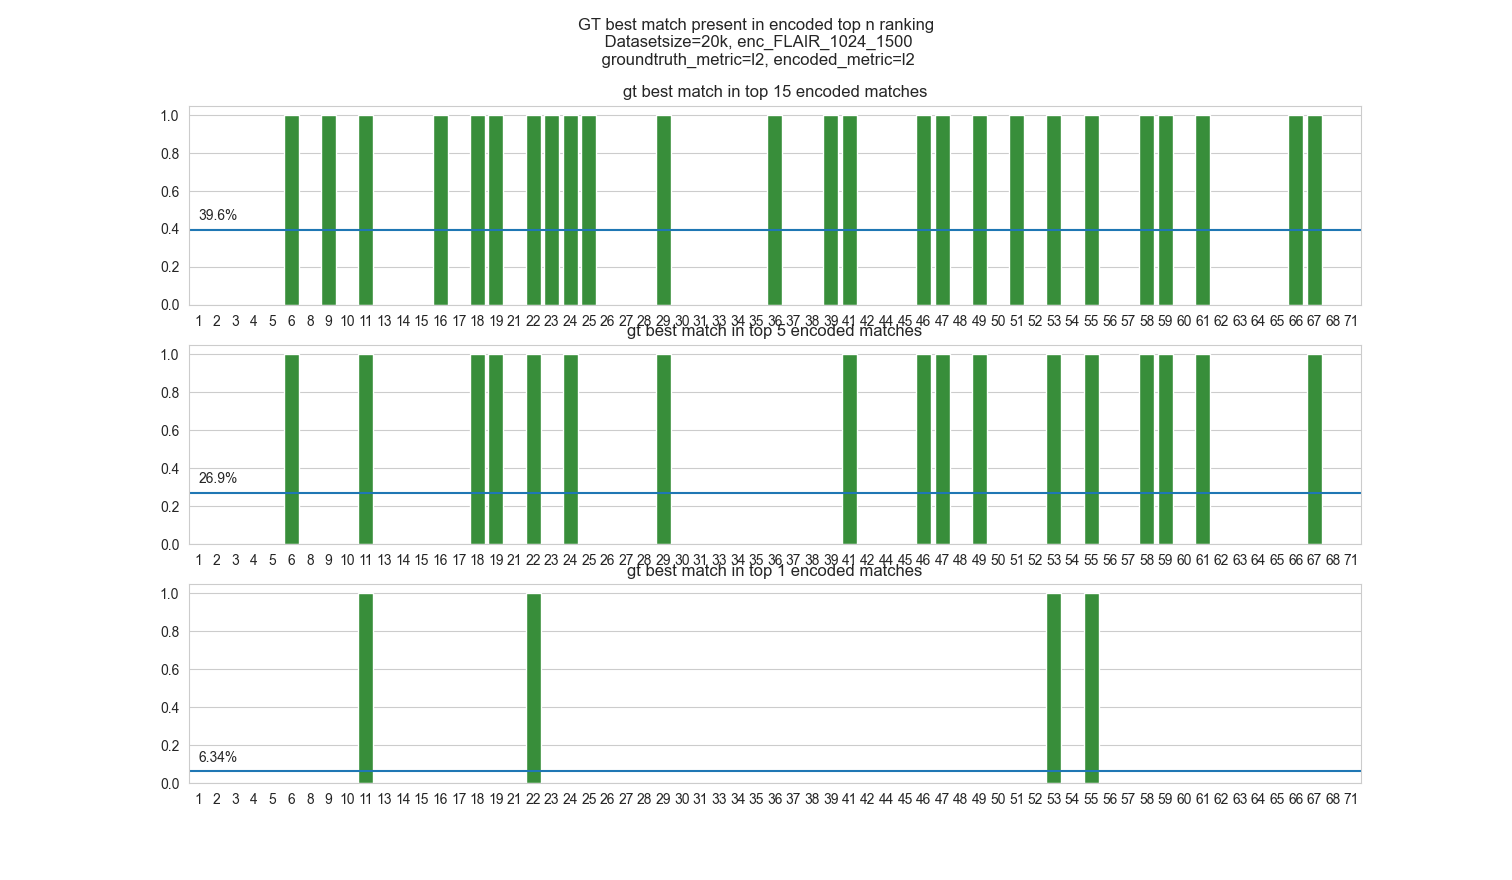 GT best match present in encoded top n ranking
Datasetsize=20k, enc_FLAIR_1024_1500
groundtruth_metric=l2, encoded_metric=l2
gt best match in top 15 encoded matches
1.0
0.8
0.6
39.6%
0.4
0.2
0.0
1 2 3 4 5 6 8 9 10 11 13 14 15 16 17 18 19 21 22 23 24 25 26 27 28 29 30 31 33 34 35 36 37 38 39 41 42 44 45 46 47 48 49 50 51 52 53 54 55 56 57 58 59 60 61 62 63 64 65 66 67 68 71
gt best match in top 5 encoded matches
1.0
0.8
0.6
0.4
26.9%
0.2
0.0
1 2 3 4 5 6 8 9 10 11 13 14 15 16 17 18 19 21 22 23 24 25 26 27 28 29 30 31 33 34 35 36 37 38 39 41 42 44 45 46 47 48 49 50 51 52 53 54 55 56 57 58 59 60 61 62 63 64 65 66 67 68 71
gt best match in top 1 encoded matches
1.0
0.8
0.6
0.4
0.2
6.34%
0.0
1 2 3 4 5 6 8 9 10 11 13 14 15 16 17 18 19 21 22 23 24 25 26 27 28 29 30 31 33 34 35 36 37 38 39 41 42 44 45 46 47 48 49 50 51 52 53 54 55 56 57 58 59 60 61 62 63 64 65 66 67 68 71